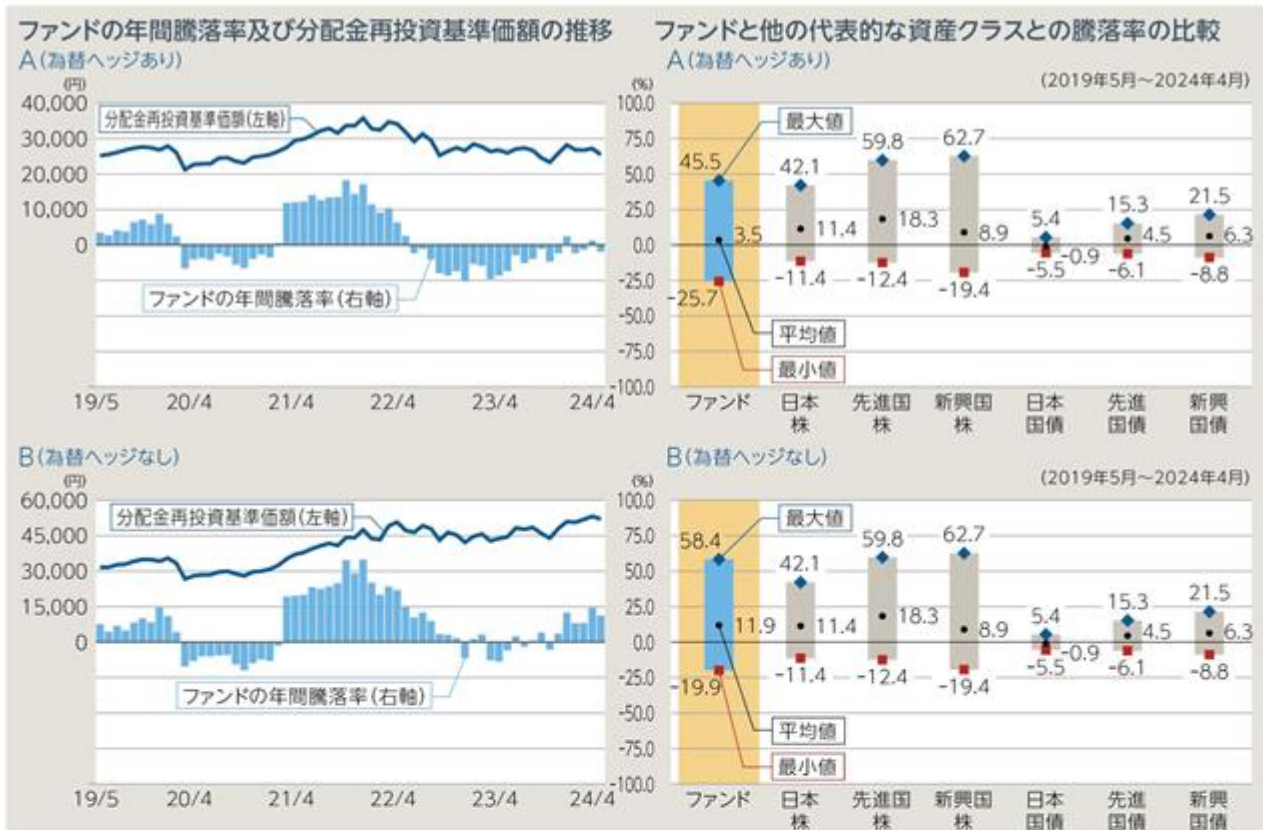 ファンドの年間騰落率及び分配金再投資基準価額の推移
A(為替ヘッジあり)
(円)
(%)
40,000
30,000
20,000
10,000
0
100.0
75.0
50.0
25.0
0.0
-25.0
-50.0
-75.0
-100.0
分配金再投資基準価額(左軸)
ファンドの年間騰落率(右軸)
19/5 20/4 21/4 22/4 23/4 24/4
ファンドと他の代表的な資産クラスとの騰落率の比較
A(為替ヘッジあり)
(2019年5月～2024年4月)
最大値
平均値
最小値
45.5 42.1 59.8 62.7 5.4 15.3 21.5
3.5 11.4 18.3 8.9 -0.9 4.5 6.3
-25.7 -11.4 -12.4 -19.4 -5.5 -6.1 -8.8
ファンド 日本株 先進国株 新興国株 日本国債 先進国債 新興国債
B(為替ヘッジなし)
(円)
(%)
60,000
45,000
30,000
15,000
0
100.0
75.0
50.0
25.0
0.0
-25.0
-50.0
-75.0
-100.0
分配金再投資基準価額(左軸)
ファンドの年間騰落率(右軸)
19/5 20/4 21/4 22/4 23/4 24/4
B(為替ヘッジなし)
(2019年5月～2024年4月)
最大値
平均値
最小値
58.4 42.1 59.8 62.7 5.4 15.3 21.5
11.9 11.4 18.3 8.9 -0.9 4.5 6.3
-19.9 -11.4 -12.4 -19.4 -5.5 -6.1 -8.8
ファンド 日本株 先進国株 新興国株 日本国債 先進国債 新興国債